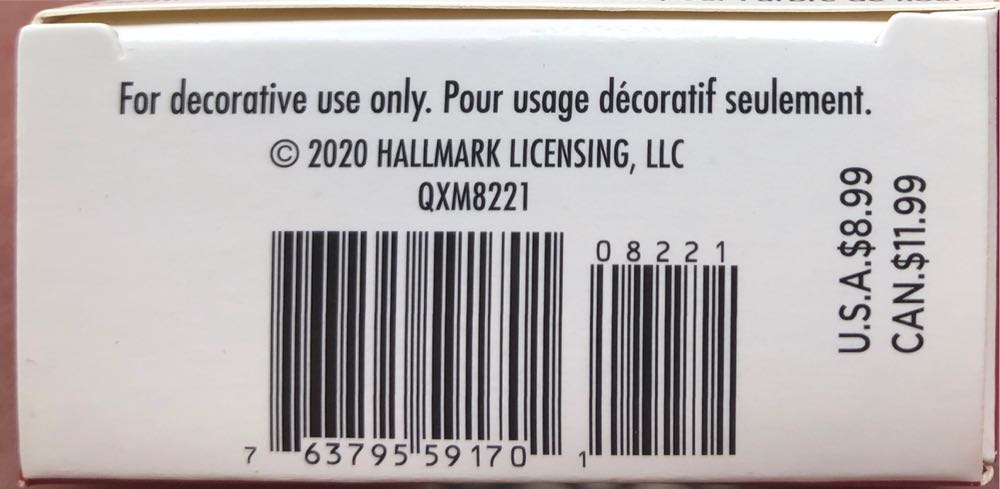 For decorative use only. Pour usage décoratif seulement.
© 2020 HALLMARK LICENSING, LLC
QXM8221
08221
7 63795 59170 1
U.S.A.$8.99
CAN.$11.99